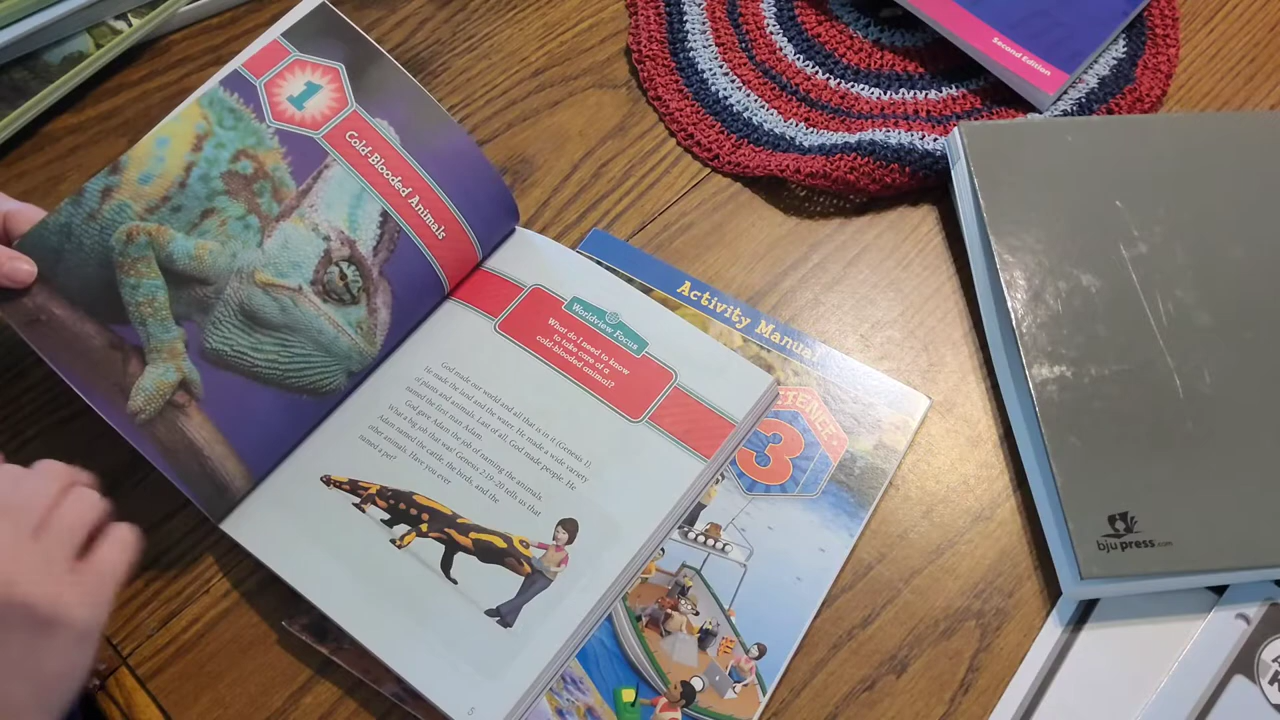 1
Cold-Blooded Animals
Worldview Focus
What do I need to know
to take care of a
cold-blooded animal?
God made our world and all that is in it (Genesis 1).
He made the land and the water. He made a wide variety
of plants and animals. Last of all, God made people. He
named the first man Adam.
God gave Adam the job of naming the animals.
What a big job that was! Genesis 2:19–20 tells us that
Adam named the cattle, the birds, and the
other animals. Have you ever
named a pet?
5
Activity Manual
3
Second Edition
bjupress.com